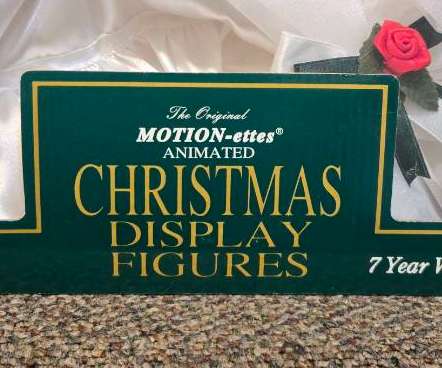 The Original
MOTION-ettes®
ANIMATED
CHRISTMAS
DISPLAY
FIGURES
7 Year